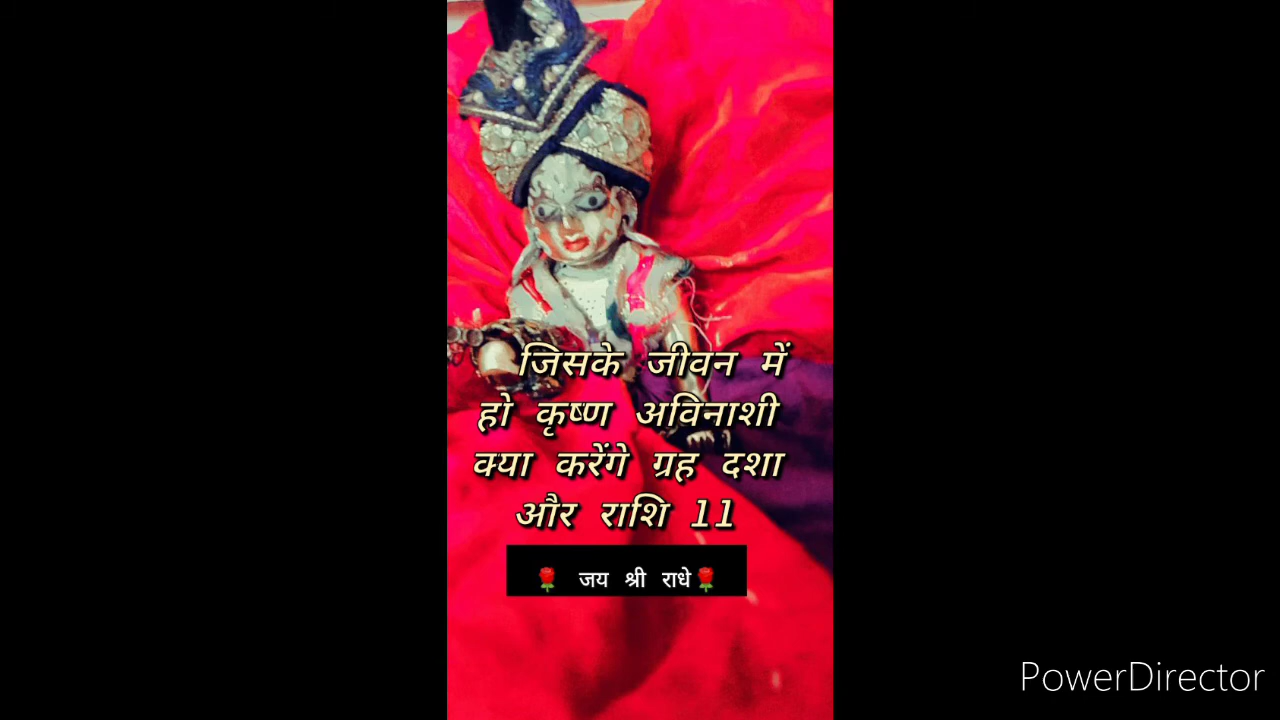 जिसके जीवन में
हो कृष्ण अविनाशी
क्या करेंगे ग्रह दशा
और राशि 11
🌹 जय श्री राधे🌹
PowerDirector